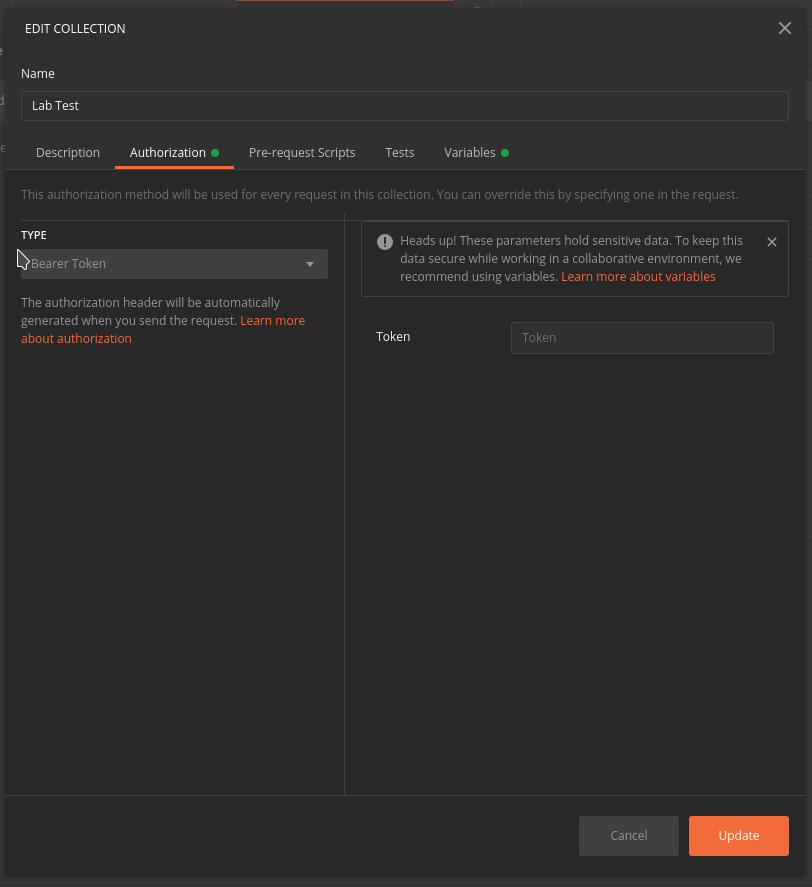 EDIT COLLECTION
Name
Lab Test
Description Authorization Pre-request Scripts Tests Variables
This authorization method will be used for every request in this collection. You can override this by specifying one in the request.
TYPE
Bearer Token
The authorization header will be automatically
generated when you send the request. Learn more
about authorization
Heads up! These parameters hold sensitive data. To keep this
data secure while working in a collaborative environment, we
recommend using variables. Learn more about variables
Token Token
Cancel Update